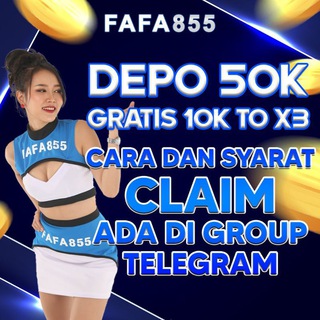 FAFA855
DEPO 50K
GRATIS 10K TO X3
CARA DAN SYARAT
CLAIM
ADA DI GROUP
TELEGRAM
FAFA855
FAFA855